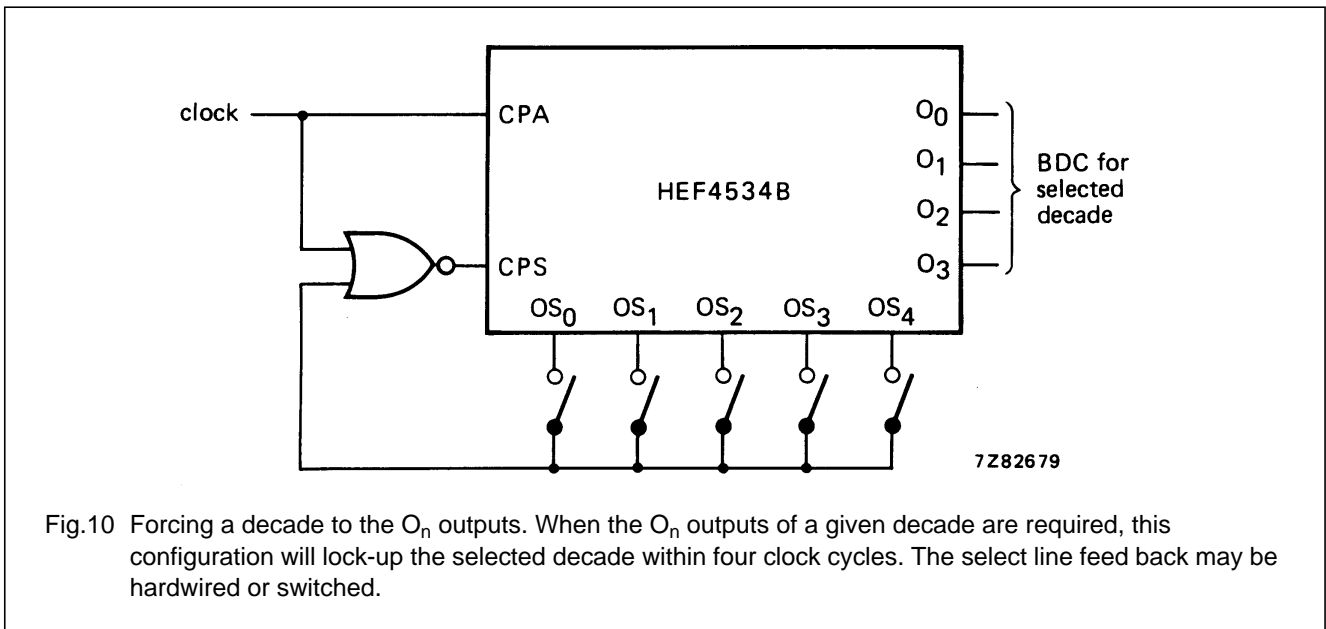 clock
CPA
CPS
HEF4534B
O0
O1
O2
O3
BDC for
selected
decade
OS0 OS1 OS2 OS3 OS4
7Z82679
Fig.10 Forcing a decade to the On outputs. When the On outputs of a given decade are required, this
configuration will lock-up the selected decade within four clock cycles. The select line feed back may be
hardwired or switched.